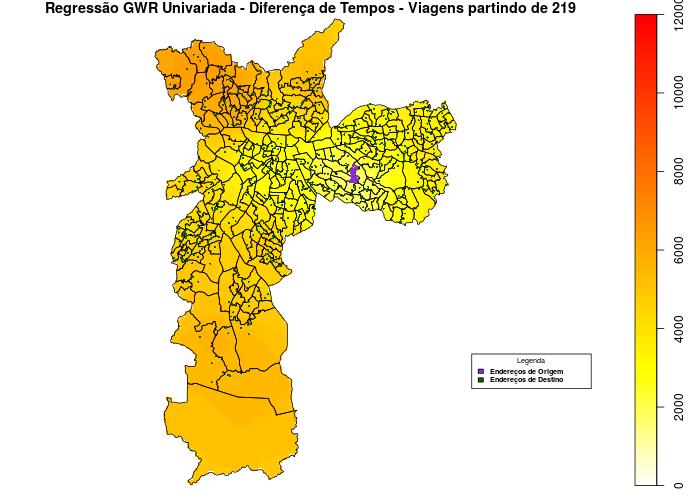 Regressão GWR Univariada - Diferença de Tempos - Viagens partindo de 219
12000
10000
8000
6000
4000
2000
0
Legenda
Endereços de Origem
Endereços de Destino